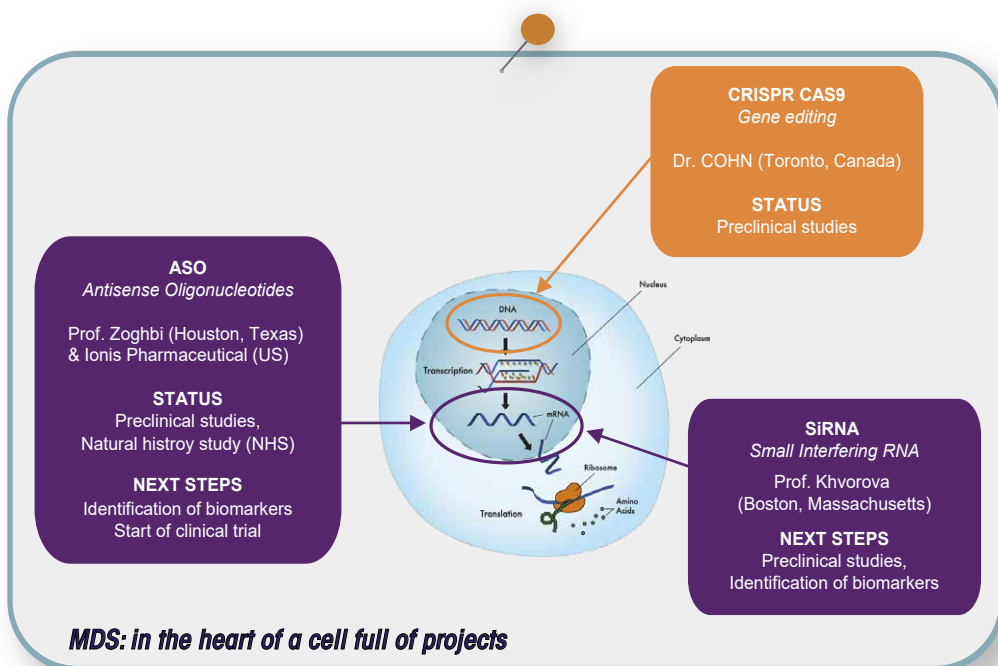 CRISPR CAS9
Gene editing
Dr. COHN (Toronto, Canada)
STATUS
Preclinical studies
ASO
Antisense Oligonucleotides
Prof. Zoghbi (Houston, Texas)
& Ionis Pharmaceutical (US)
STATUS
Preclinical studies,
Natural histroy study (NHS)
NEXT STEPS
Identification of biomarkers
Start of clinical trial
Nucleus
DNA
Cytoplasm
Transcription
mRNA
Ribosome
Amino
Acids
Translation
SiRNA
Small Interfering RNA
Prof. Khvorova
(Boston, Massachusetts)
NEXT STEPS
Preclinical studies,
Identification of biomarkers
MDS: in the heart of a cell full of projects